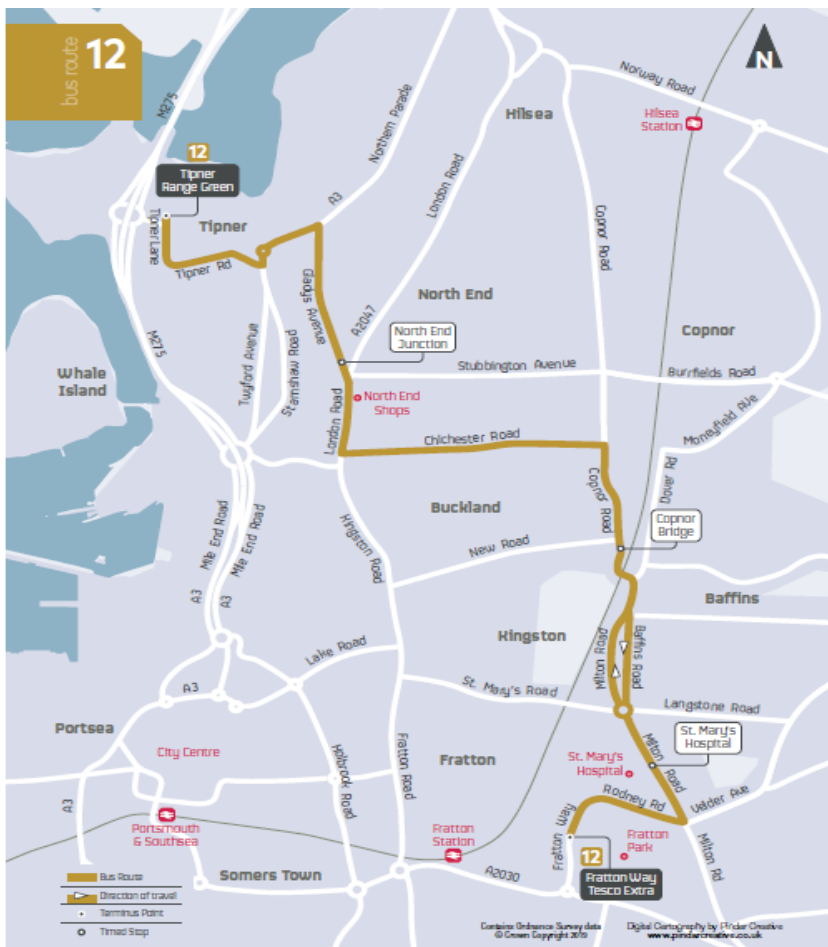 bus route
12
N
M275
Northern Parade
Hilsea
Norway Road
Hilsea
Station
12
Tipner
Range Green
London Road
A3
Copnor Road
Tipner Lane
Tipner
Tipner Rd
Gladys Avenue
North End
A2047
North End
Junction
Copnor
M275
Twyford Avenue
Stamshaw Road
Whale
Island
Stubbington Avenue
Burrfields Road
North End
Shops
London Road
Moneyfield Ave
Chichester Road
Dover Rd
Copnor Road
Buckland
Copnor
Bridge
Mile End Road
Mile End Road
Kingston Road
New Road
A3
A3
Baffins
Kingston
Milton Road
Baffins Road
Lake Road
St. Mary's Road
Langstone Road
A3
Portsea
St. Mary's
Hospital
City Centre
Holbrook Road
Fratton Road
Fratton
St. Mary's
Hospital
Milton Road
Rodney Rd
Velder Ave
A3
Portsmouth
& Southsea
Fratton
Station
Fratton Way
Fratton
Park
Milton Rd
12
Fratton Way
Tesco Extra
Somers Town
A2030
Bus Route
Direction of travel
Terminus Point
Timed Stop
Contains Ordnance Survey data
© Crown Copyright 2019
Digital Cartography by Pindar Creative
www.pindarcreative.co.uk